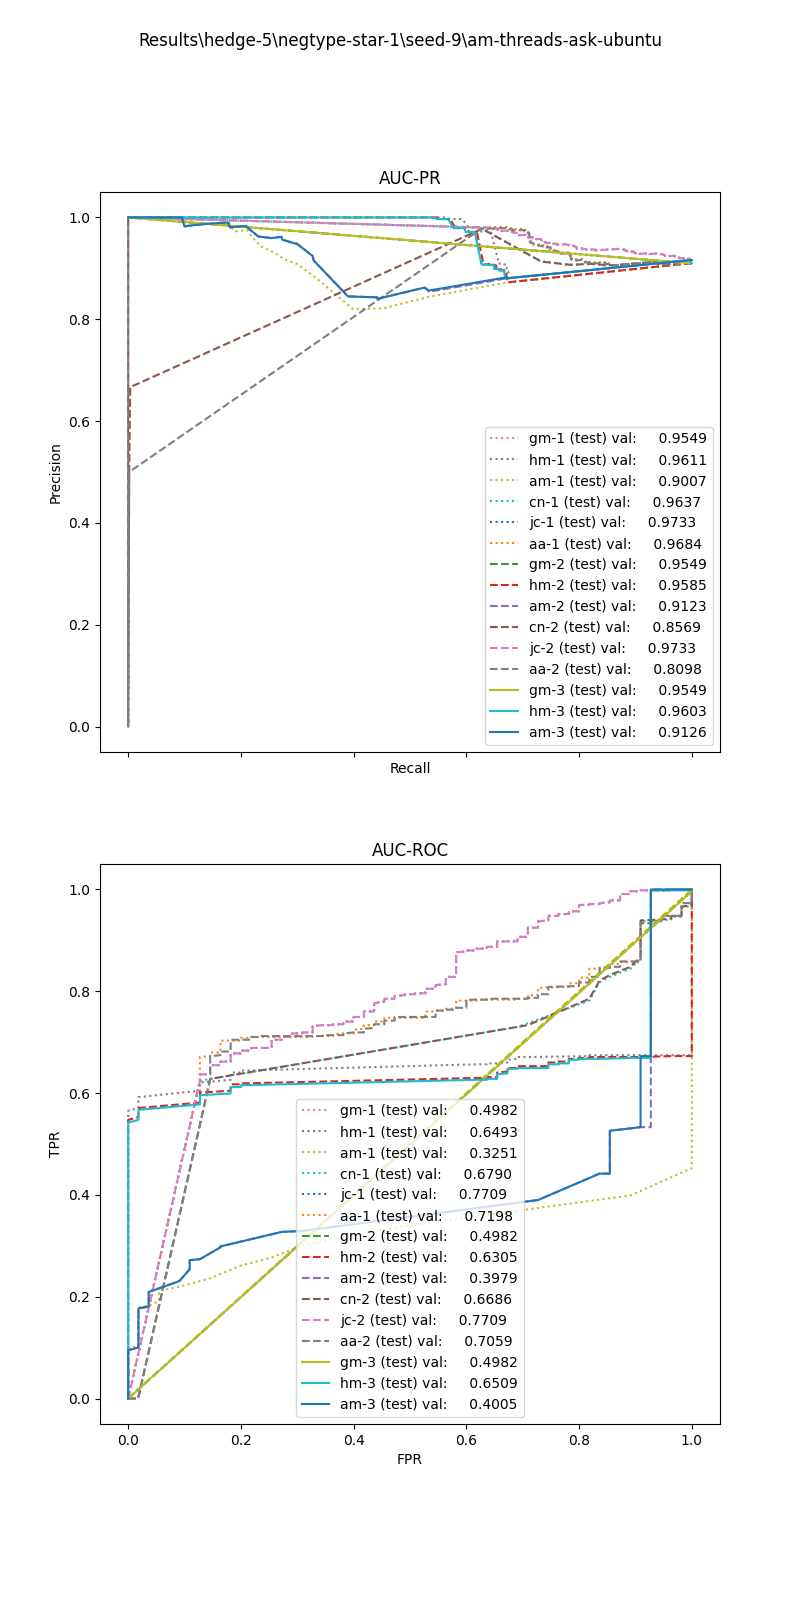 Results\hedge-5\negtype-star-1\seed-9\am-threads-ask-ubuntu
AUC-PR
1.0
0.8
0.6
0.4
0.2
0.0
Precision
Recall
gm-1 (test) val: 0.9549
hm-1 (test) val: 0.9611
am-1 (test) val: 0.9007
cn-1 (test) val: 0.9637
jc-1 (test) val: 0.9733
aa-1 (test) val: 0.9684
gm-2 (test) val: 0.9549
hm-2 (test) val: 0.9585
am-2 (test) val: 0.9123
cn-2 (test) val: 0.8569
jc-2 (test) val: 0.9733
aa-2 (test) val: 0.8098
gm-3 (test) val: 0.9549
hm-3 (test) val: 0.9603
am-3 (test) val: 0.9126
AUC-ROC
1.0
0.8
0.6
0.4
0.2
0.0
TPR
gm-1 (test) val: 0.4982
hm-1 (test) val: 0.6493
am-1 (test) val: 0.3251
cn-1 (test) val: 0.6790
jc-1 (test) val: 0.7709
aa-1 (test) val: 0.7198
gm-2 (test) val: 0.4982
hm-2 (test) val: 0.6305
am-2 (test) val: 0.3979
cn-2 (test) val: 0.6686
jc-2 (test) val: 0.7709
aa-2 (test) val: 0.7059
gm-3 (test) val: 0.4982
hm-3 (test) val: 0.6509
am-3 (test) val: 0.4005
0.0 0.2 0.4 0.6 0.8 1.0
FPR